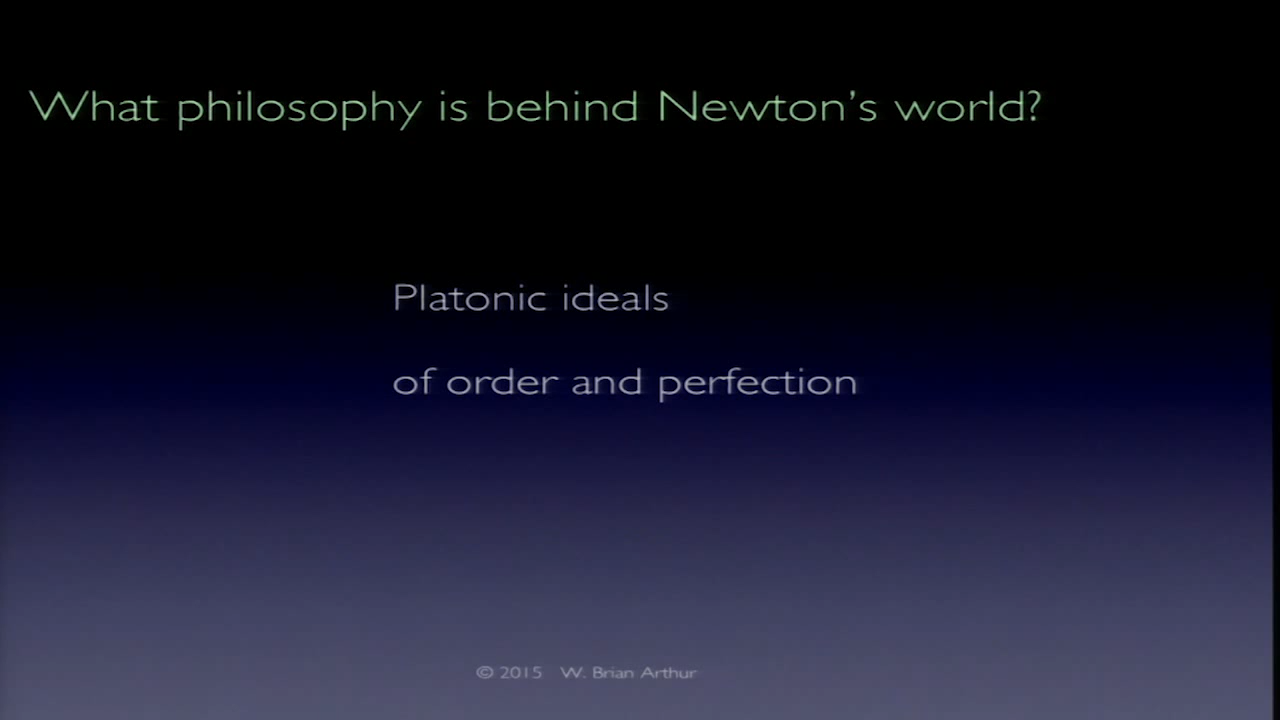 What philosophy is behind Newton's world?
Platonic ideals
of order and perfection
© 2015 W. Brian Arthur